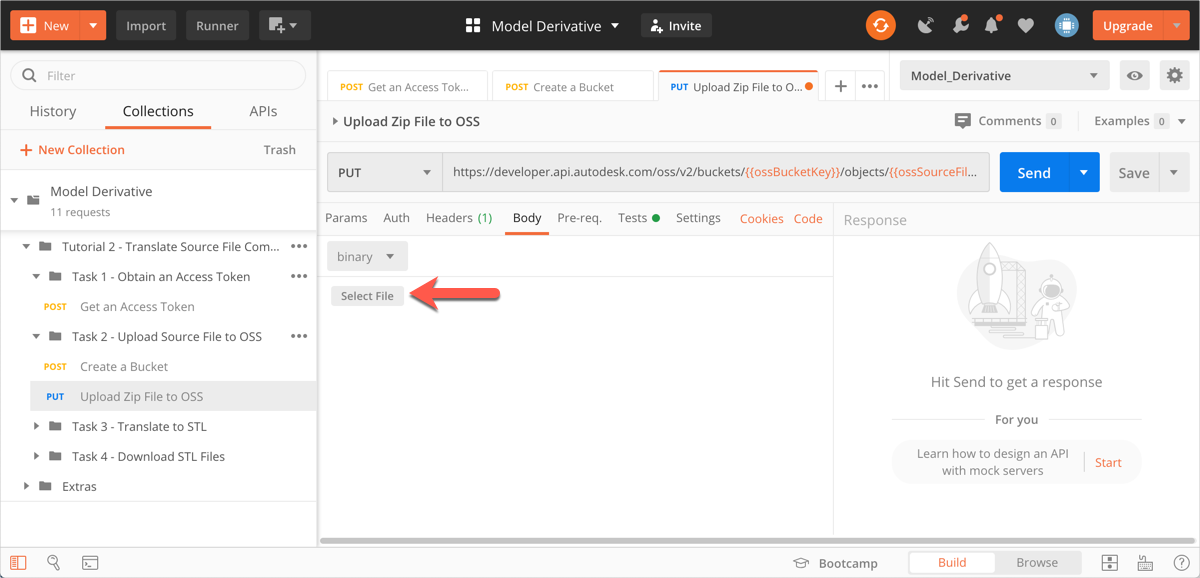 New
Import
Runner
Model Derivative
Invite
Upgrade
Filter
History
Collections
APIs
New Collection
Trash
Model Derivative
11 requests
Tutorial 2 - Translate Source File Com...
Task 1 - Obtain an Access Token
POST Get an Access Token
Task 2 - Upload Source File to OSS
POST Create a Bucket
PUT Upload Zip File to OSS
Task 3 - Translate to STL
Task 4 - Download STL Files
Extras
POST Get an Access Tok...
POST Create a Bucket
PUT Upload Zip File to O...
Model_Derivative
Upload Zip File to OSS
Comments 0
Examples 0
PUT
https://developer.api.autodesk.com/oss/v2/buckets/{{ossBucketKey}}/objects/{{ossSourceFil...
Send
Save
Params
Auth
Headers (1)
Body
Pre-req.
Tests
Settings
Cookies
Code
binary
Select File
Response
Hit Send to get a response
For you
Learn how to design an API
with mock servers
Start
Bootcamp
Build
Browse